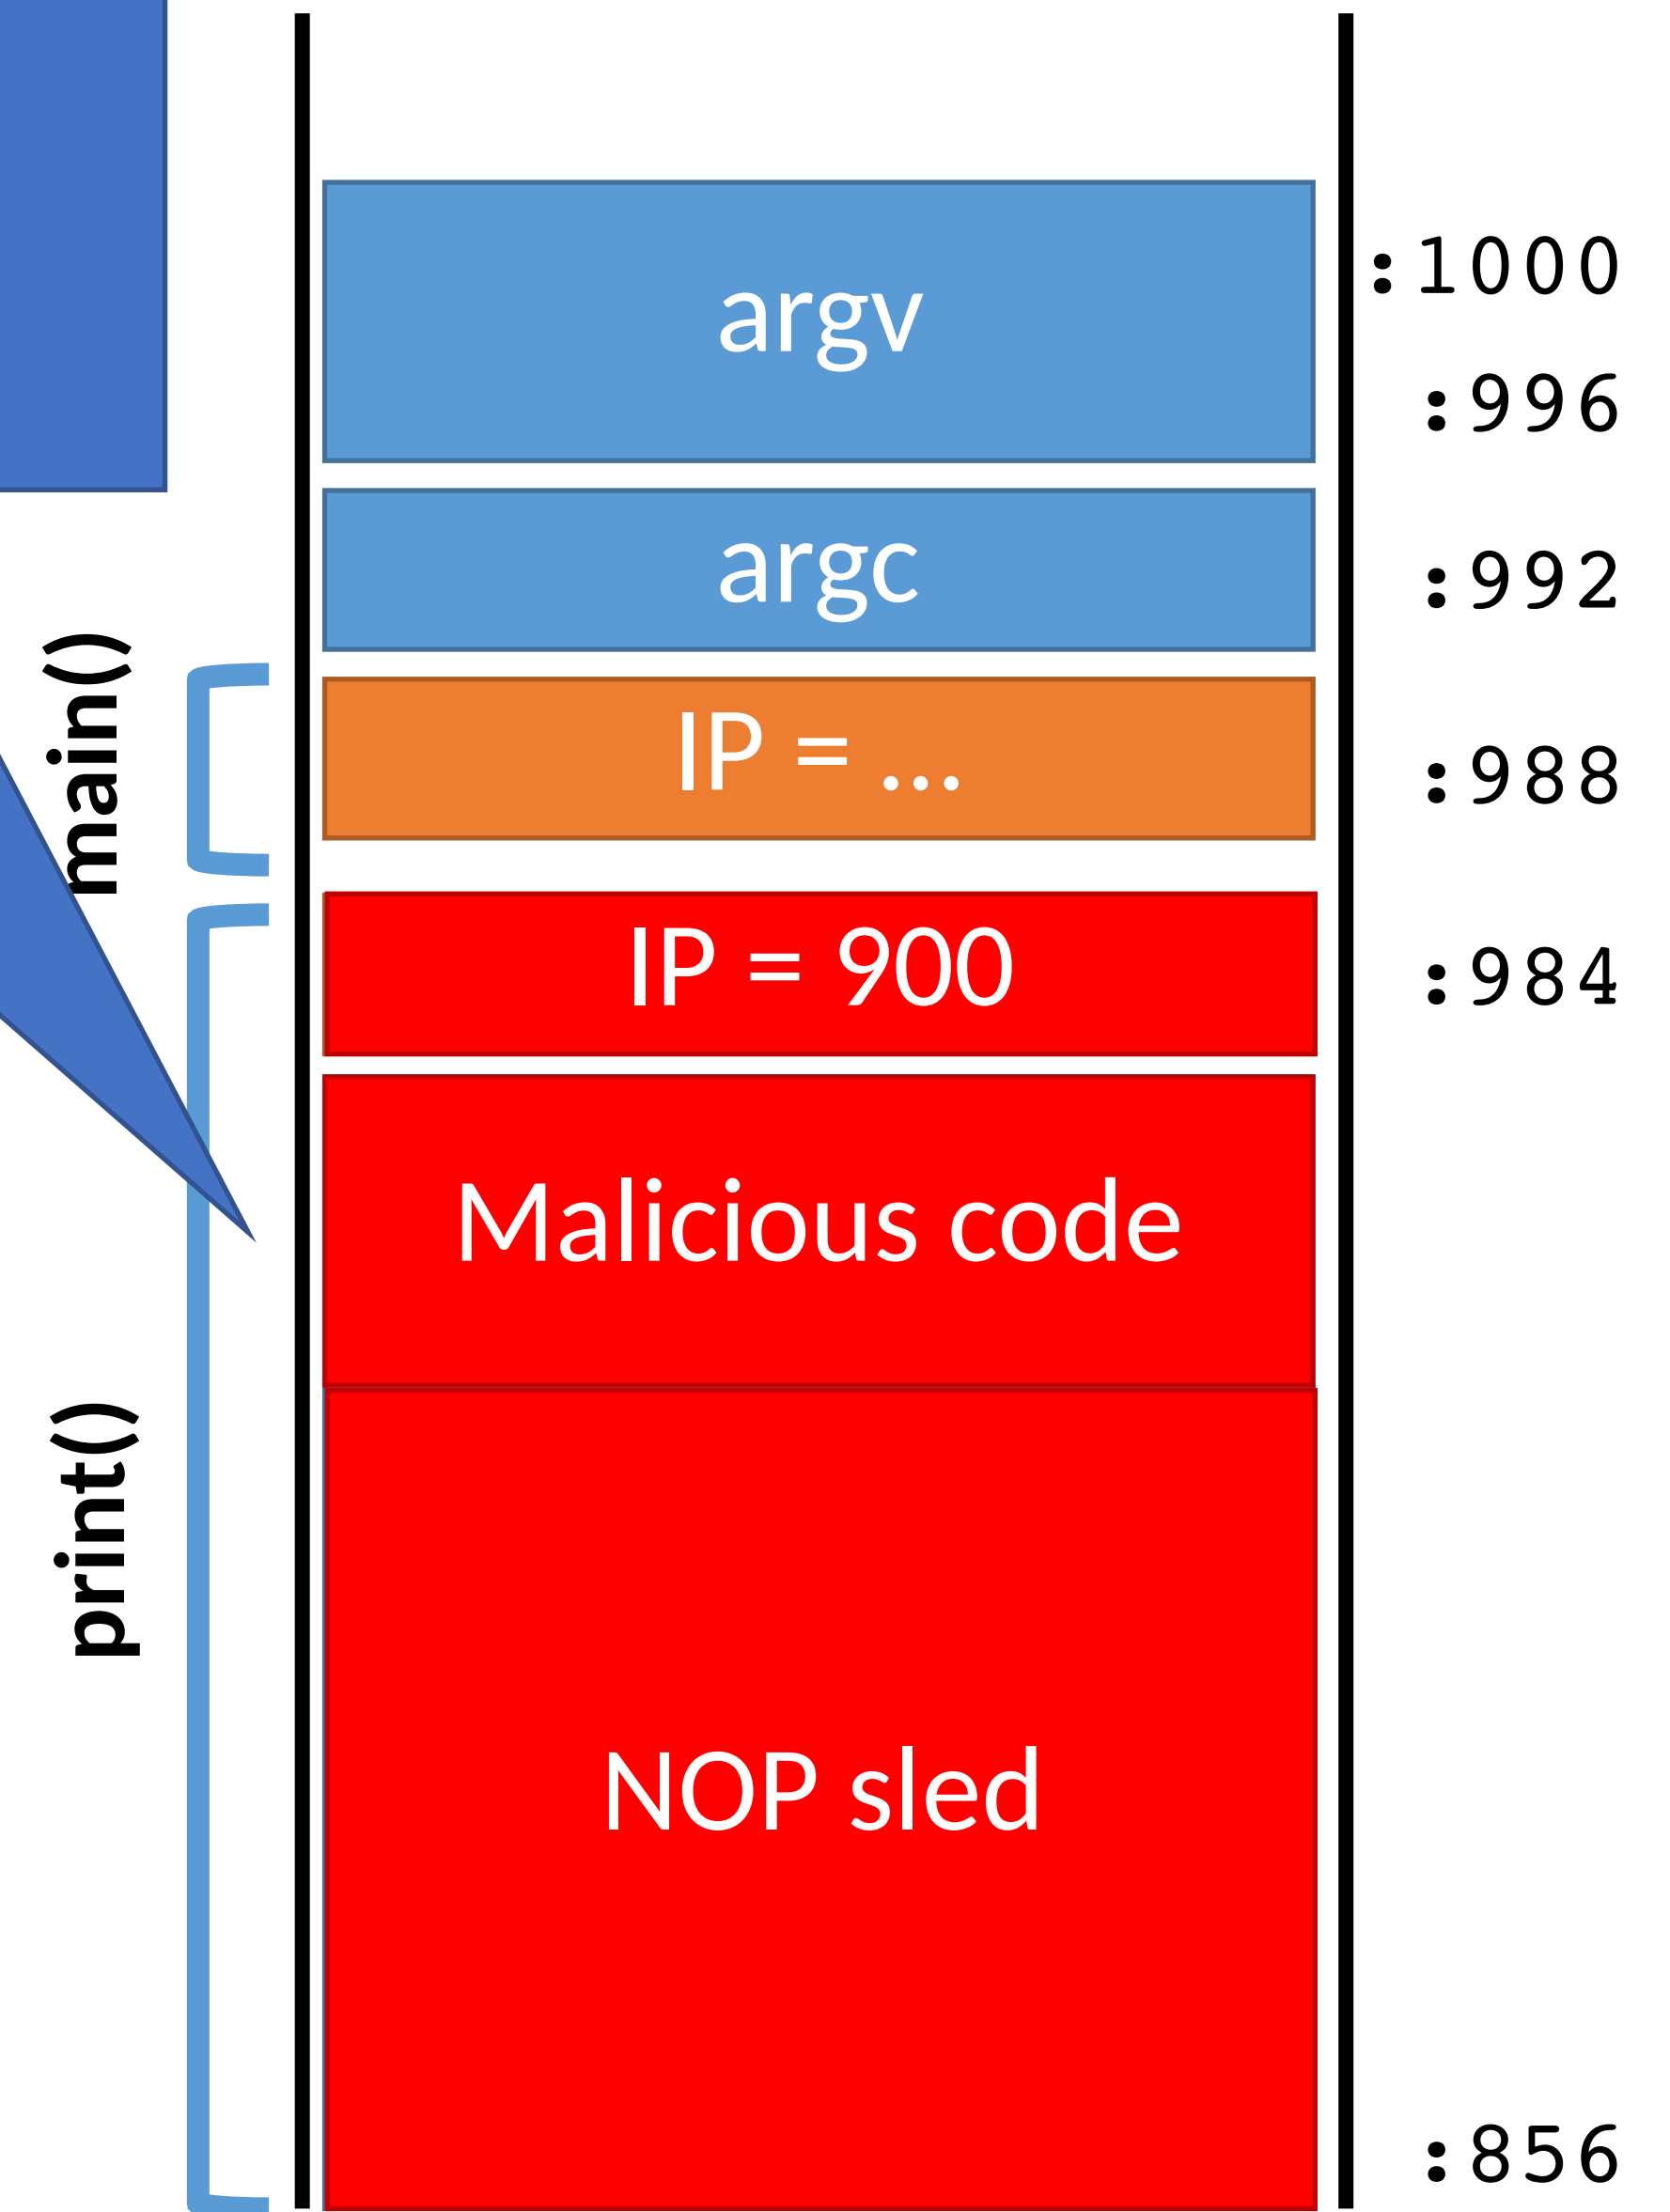 argv
:1000
:996
argc
:992
main()
IP = ...
:988
IP = 900
:984
Malicious code
print()
NOP sled
:856